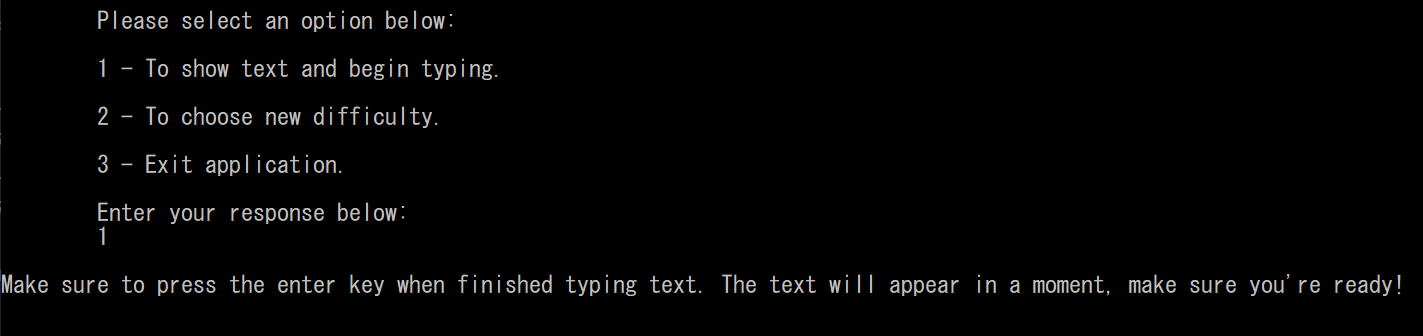 Please select an option below:
1 - To show text and begin typing.
2 - To choose new difficulty.
3 - Exit application.
Enter your response below:
1
Make sure to press the enter key when finished typing text. The text will appear in a moment, make sure you're ready!